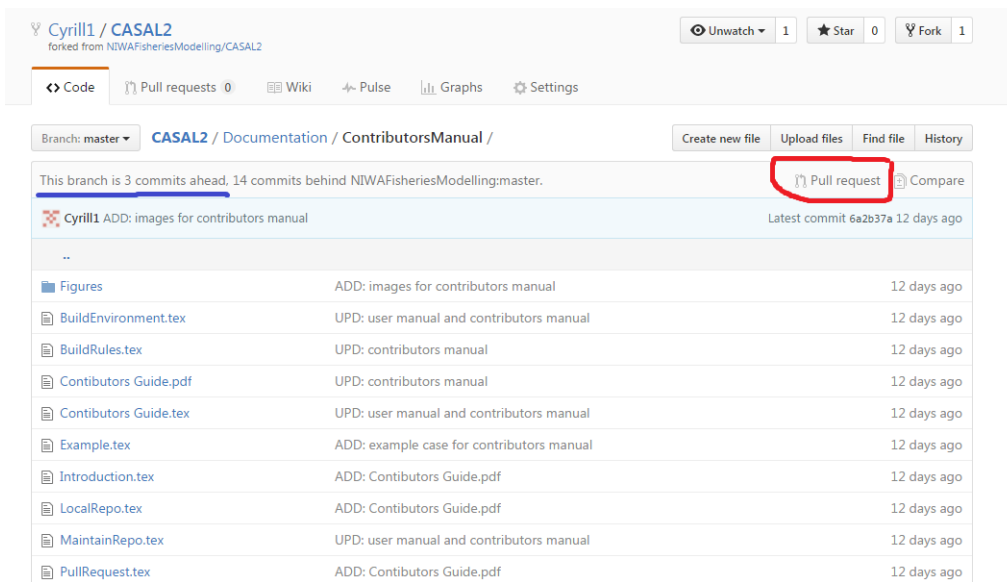 Cyrill1 / CASAL2
forked from NIWAFisheriesModelling/CASAL2
Unwatch 1 Star 0 Fork 1
Code Pull requests 0 Wiki Pulse Graphs Settings
Branch: master CASAL2 / Documentation / ContributorsManual / Create new file Upload files Find file History
This branch is 3 commits ahead, 14 commits behind NIWAFisheriesModelling:master. Pull request Compare
Cyrill1 ADD: images for contributors manual Latest commit 6a2b37a 12 days ago
..
Figures ADD: images for contributors manual 12 days ago
BuildEnvironment.tex UPD: user manual and contributors manual 12 days ago
BuildRules.tex UPD: contributors manual 12 days ago
Contibutors Guide.pdf UPD: contributors manual 12 days ago
Contibutors Guide.tex UPD: user manual and contributors manual 12 days ago
Example.tex ADD: example case for contributors manual 12 days ago
Introduction.tex ADD: Contibutors Guide.pdf 12 days ago
LocalRepo.tex ADD: Contibutors Guide.pdf 12 days ago
MaintainRepo.tex UPD: user manual and contributors manual 12 days ago
PullRequest.tex ADD: Contibutors Guide.pdf 12 days ago